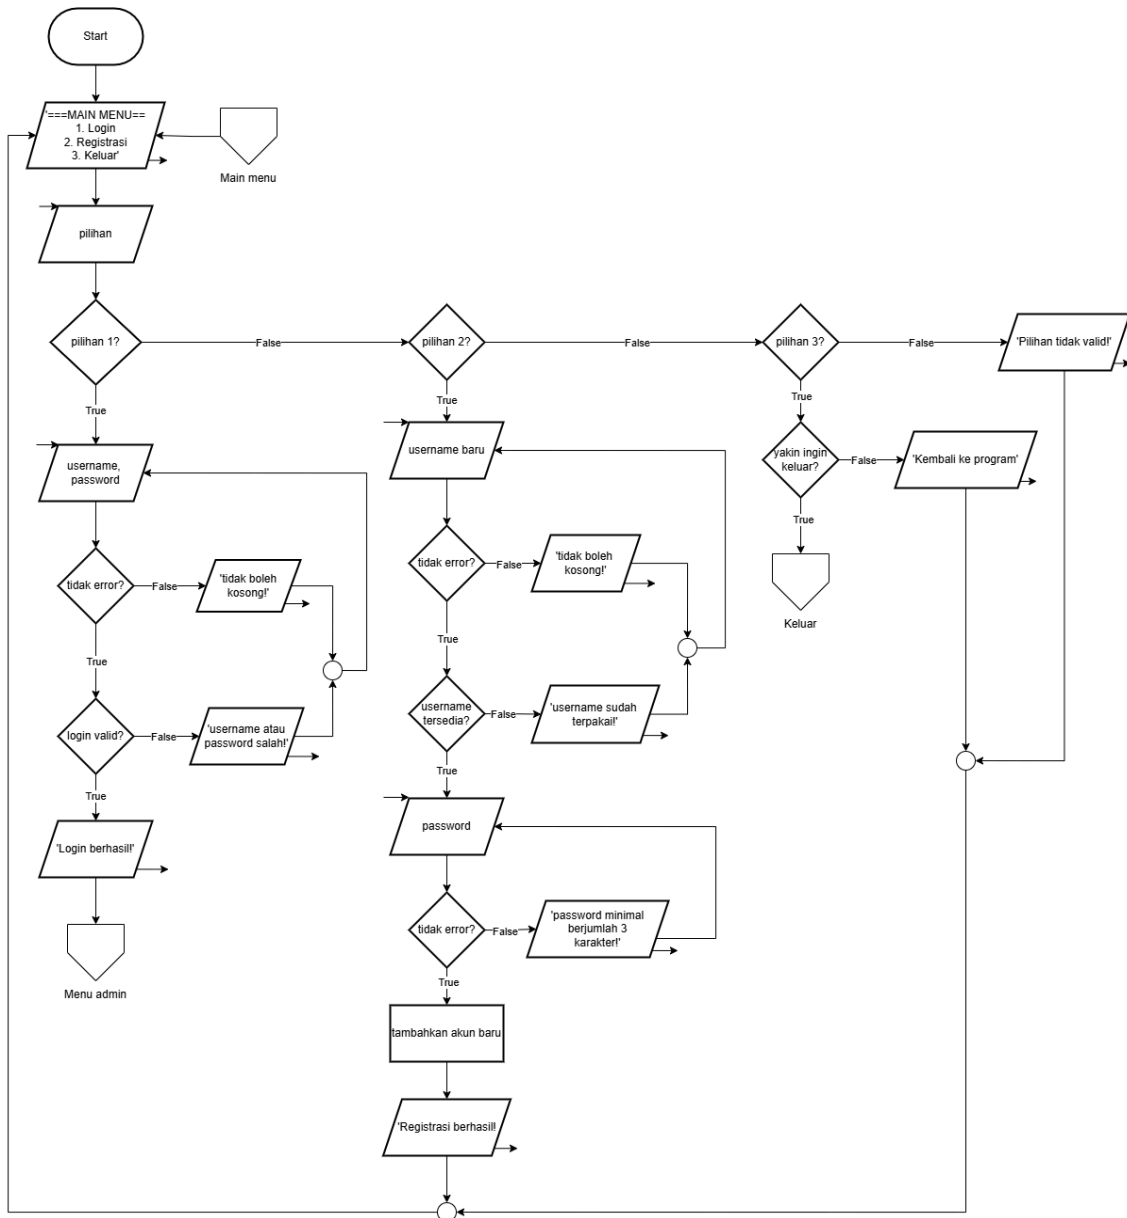 Start
'===MAIN MENU==
1. Login
2. Registrasi
3. Keluar'
Main menu
pilihan
pilihan 1?
False
pilihan 2?
False
pilihan 3?
False
'Pilihan tidak valid!'
True
True
True
username,
password
username baru
yakin ingin
keluar?
False
'Kembali ke program'
True
Keluar
tidak error?
False
'tidak boleh
kosong!'
tidak error?
False
'tidak boleh
kosong!'
True
True
login valid?
False
'username atau
password salah!'
username
tersedia?
False
'username sudah
terpakai!'
True
True
'Login berhasil!'
password
Menu admin
tidak error?
False
'password minimal
berjumlah 3
karakter!'
True
tambahkan akun baru
'Registrasi berhasil!